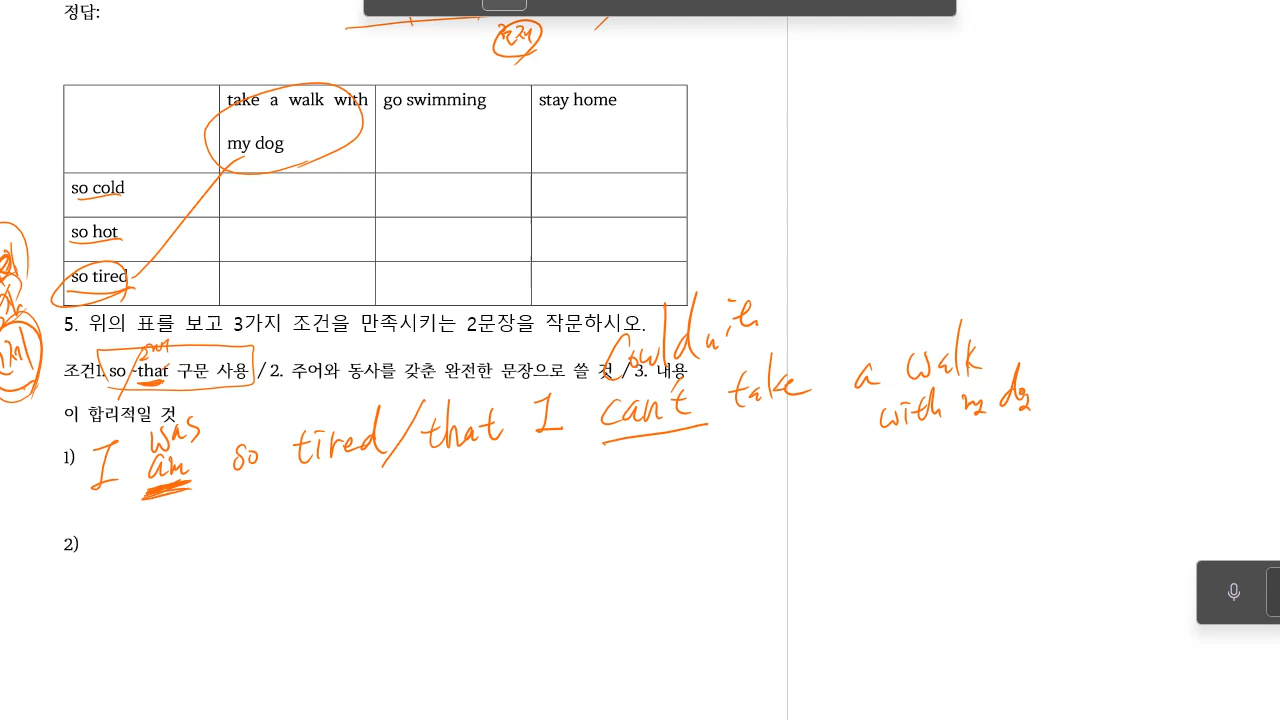 정답:
take a walk with my dog
go swimming
stay home
so cold
so hot
so tired
5. 위의 표를 보고 3가지 조건을 만족시키는 2문장을 작문하시오.
조건1. so -that 구문 사용 / 2. 주어와 동사를 갖춘 완전한 문장으로 쓸 것 / 3. 내용
이 합리적일 것
couldn't
was
1) I am so tired / that I can't take a walk
with my dog
2)